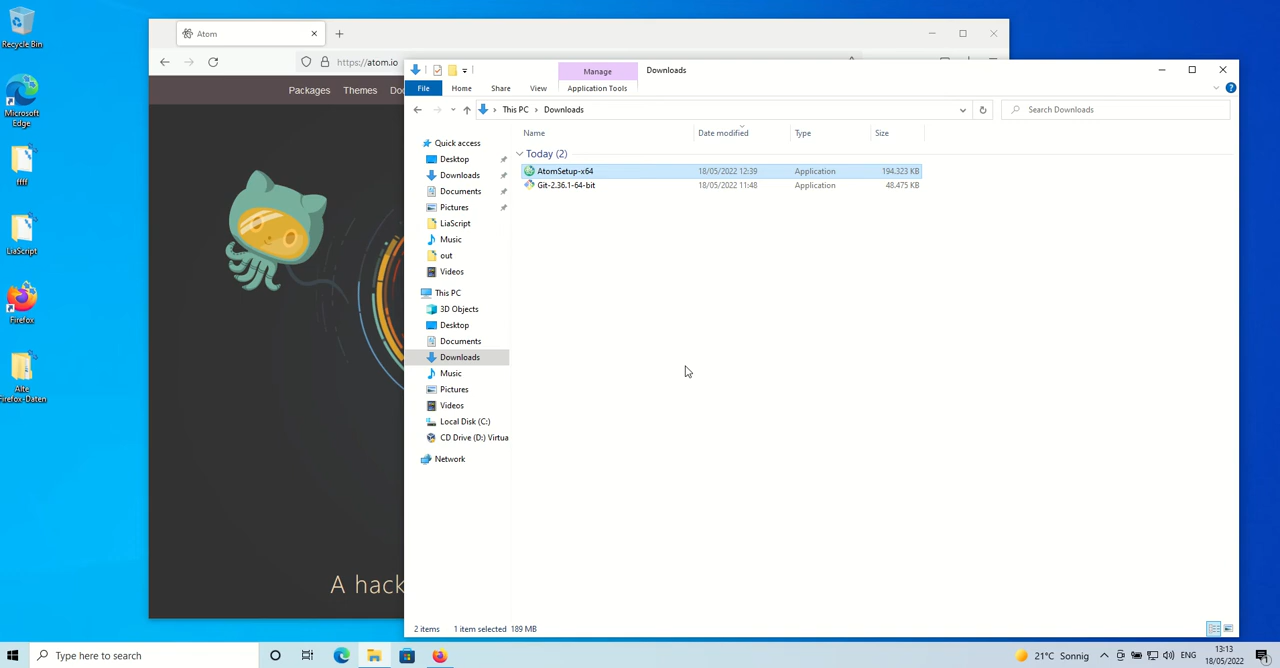 Recycle Bin
Microsoft Edge
ffff
LiaScript
Firefox
Alte Firefox-Daten
Atom
https://atom.io
Packages Themes Doc
A hack
Manage Downloads
File Home Share View Application Tools
This PC > Downloads
Search Downloads
Name Date modified Type Size
Today (2)
AtomSetup-x64 18/05/2022 12:39 Application 194.323 KB
Git-2.36.1-64-bit 18/05/2022 11:48 Application 48.475 KB
Quick access
Desktop
Downloads
Documents
Pictures
LiaScript
Music
out
Videos
This PC
3D Objects
Desktop
Documents
Downloads
Music
Pictures
Videos
Local Disk (C:)
CD Drive (D:) Virtua
Network
2 items 1 item selected 189 MB
Type here to search
21°C Sonnig
ENG
13:13
18/05/2022